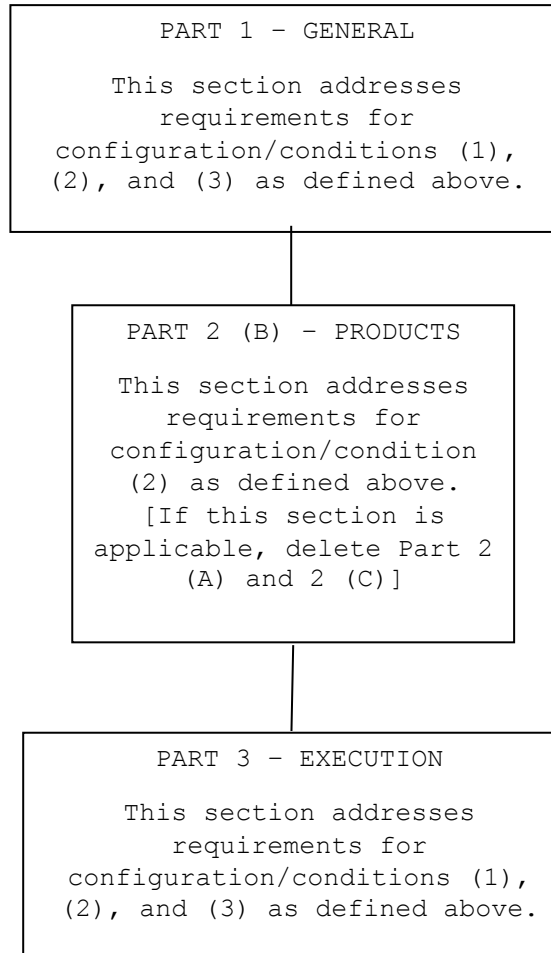 PART 1 – GENERAL
This section addresses
requirements for
configuration/conditions (1),
(2), and (3) as defined above.
PART 2 (B) – PRODUCTS
This section addresses
requirements for
configuration/condition
(2) as defined above.
[If this section is
applicable, delete Part 2
(A) and 2 (C)]
PART 3 – EXECUTION
This section addresses
requirements for
configuration/conditions (1),
(2), and (3) as defined above.